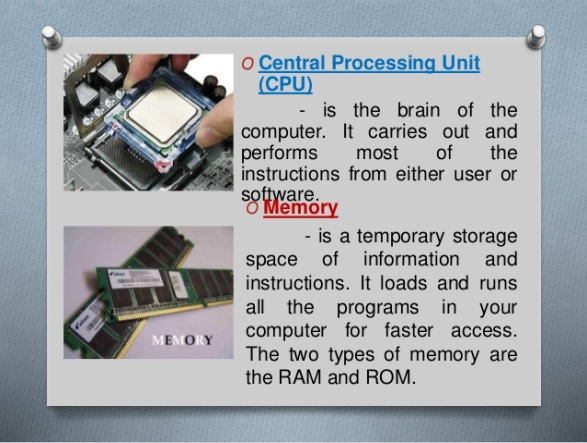 O Central Processing Unit
(CPU)
- is the brain of the
computer. It carries out and
performs most of the
instructions from either user or
software.
O Memory
- is a temporary storage
space of information and
instructions. It loads and runs
all the programs in your
computer for faster access.
The two types of memory are
the RAM and ROM.
MEMORY